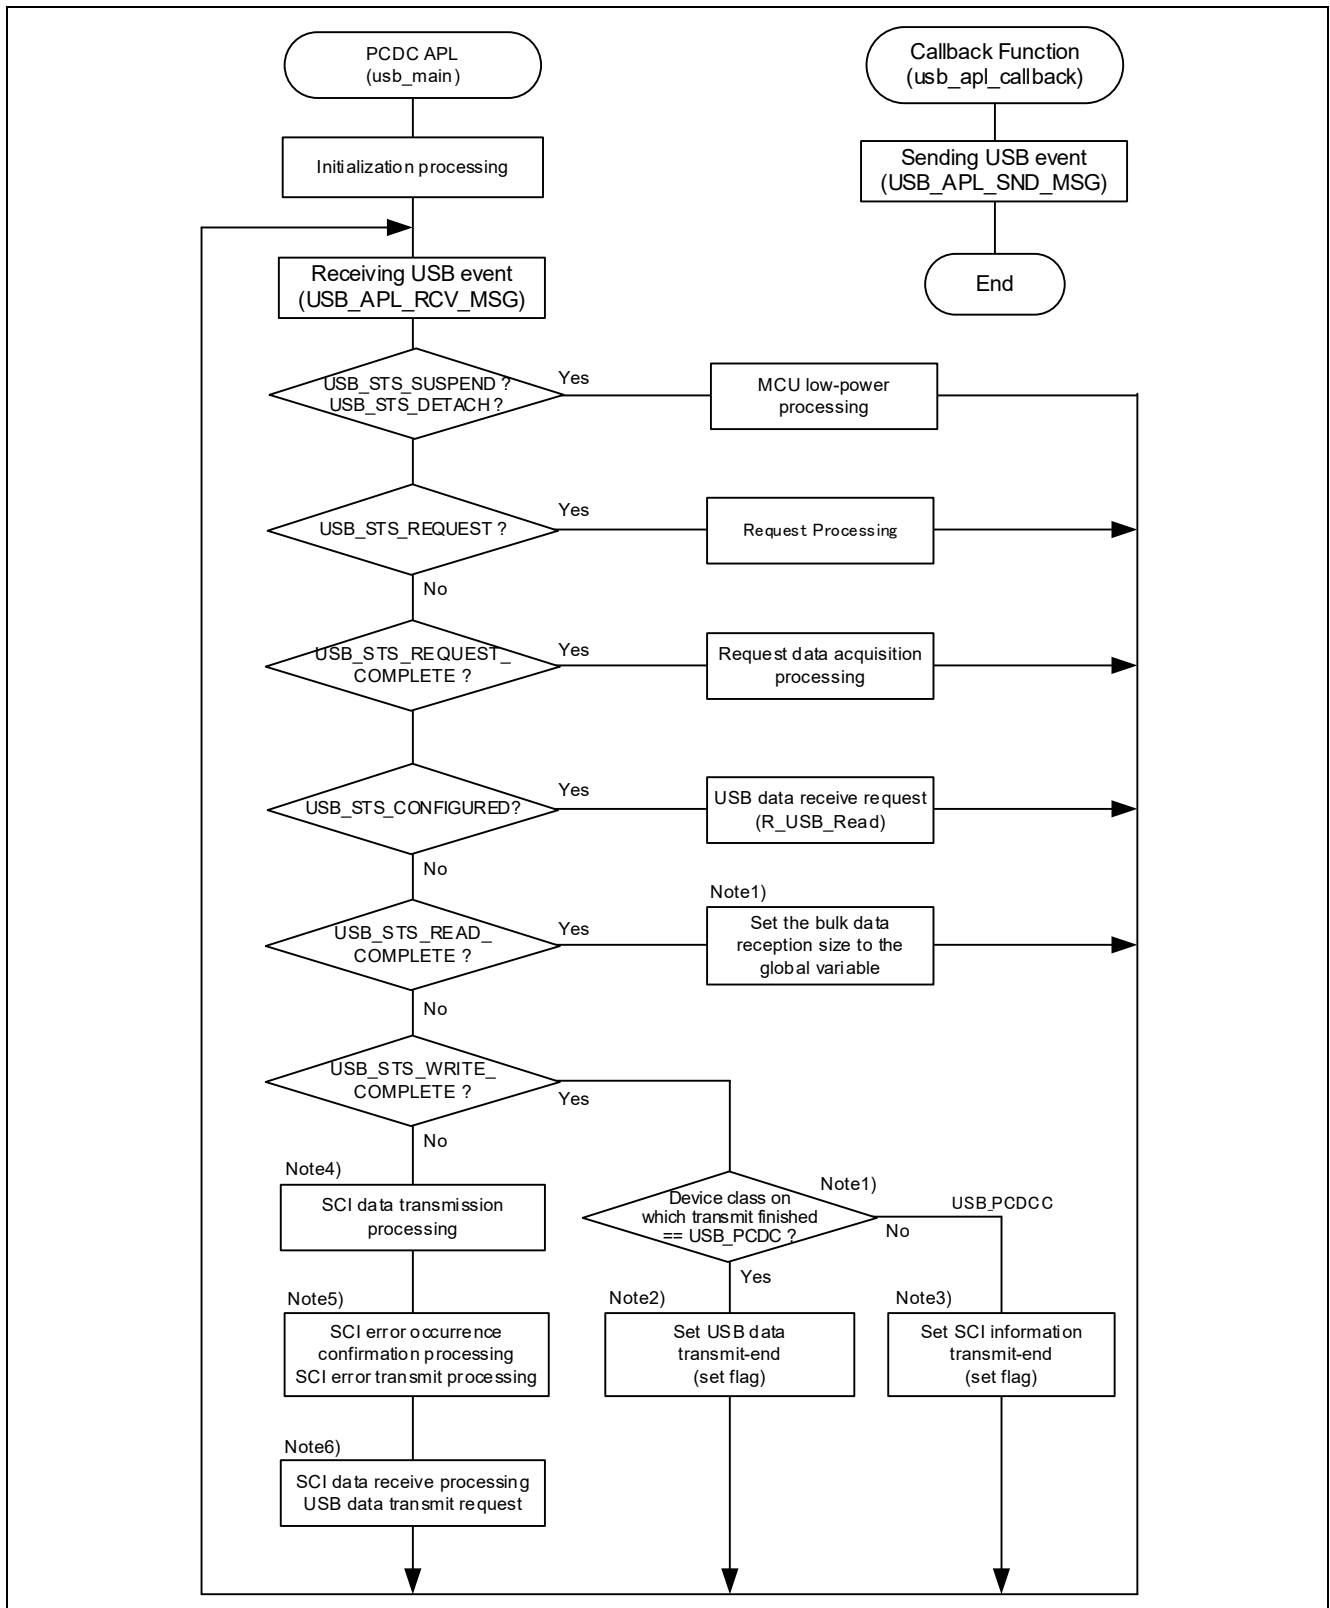 PCDC APL
(usb_main)
Callback Function
(usb_apl_callback)
Initialization processing
Sending USB event
(USB_APL_SND_MSG)
Receiving USB event
(USB_APL_RCV_MSG)
End
USB_STS_SUSPEND ?
USB_STS_DETACH ?
Yes
MCU low-power
processing
USB_STS_REQUEST ?
Yes
Request Processing
No
USB_STS_REQUEST_
COMPLETE ?
Yes
Request data acquisition
processing
USB_STS_CONFIGURED?
Yes
USB data receive request
(R_USB_Read)
No
Note1)
USB_STS_READ_
COMPLETE ?
Yes
Set the bulk data
reception size to the
global variable
No
USB_STS_WRITE_
COMPLETE ?
Yes
No
Note4)
SCI data transmission
processing
Note1)
Device class on
which transmit finished
== USB_PCDC ?
USB_PCDCC
No
Yes
Note5)
SCI error occurrence
confirmation processing
SCI error transmit processing
Note2)
Set USB data
transmit-end
(set flag)
Note3)
Set SCI information
transmit-end
(set flag)
Note6)
SCI data receive processing
USB data transmit request